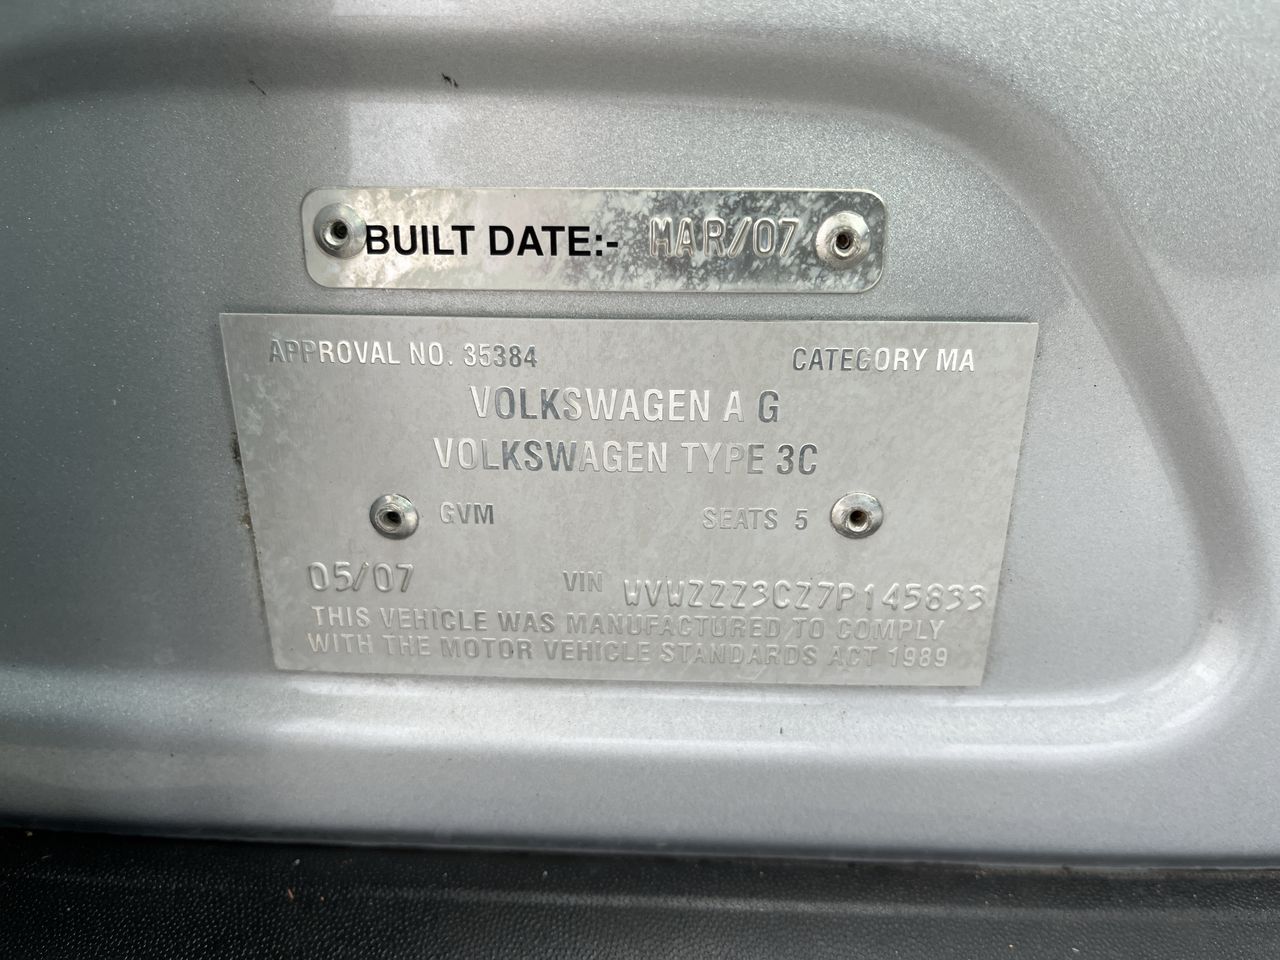 BUILT DATE:- MAR/07
APPROVAL NO. 35384 CATEGORY MA
VOLKSWAGEN A G
VOLKSWAGEN TYPE 3C
GVM SEATS 5
05/07 VIN WVWZZZ3CZ7P145833
THIS VEHICLE WAS MANUFACTURED TO COMPLY
WITH THE MOTOR VEHICLE STANDARDS ACT 1989